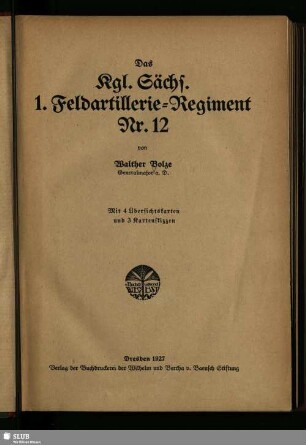 Das
Kgl. Sächs.
1. Feldartillerie-Regiment
Nr. 12
von
Walther Bolze
Generalmajor a. D.
Mit 4 Übersichtskarten
und 3 Kartenskizzen
Dresden 1927
Verlag der Buchdruckerei der Wilhelm und Bertha v. Baensch Stiftung
SLUB